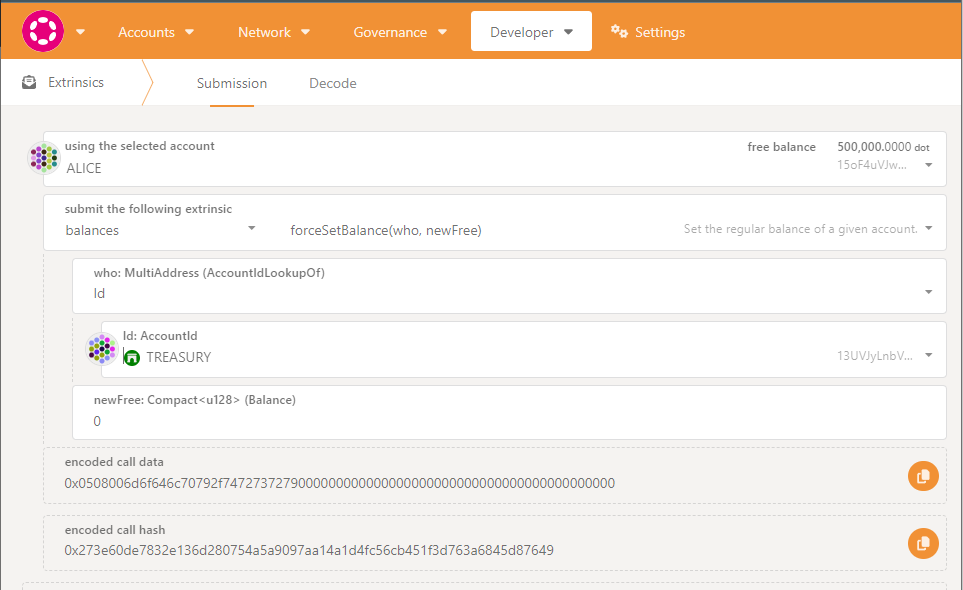 Accounts Network Governance Developer Settings
Extrinsics Submission Decode
using the selected account free balance 500,000.0000 dot
ALICE 15oF4uVJw...
submit the following extrinsic
balances forceSetBalance(who, newFree) Set the regular balance of a given account.
who: MultiAddress (AccountIdLookupOf)
Id
Id: AccountId
TREASURY 13UVJyLnbV...
newFree: Compact<u128> (Balance)
0
encoded call data
0x0508006d6f646c70792f74727372790000000000000000000000000000000000000000
encoded call hash
0x273e60de7832e136d280754a5a9097aa14a1d4fc56cb451f3d763a6845d87649